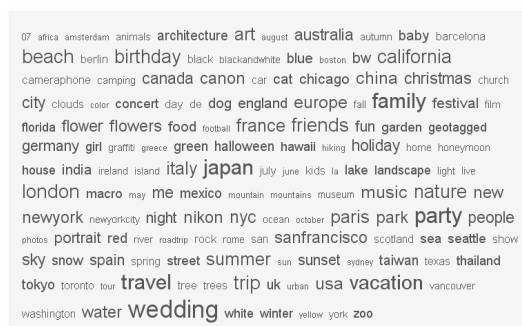 07 africa amsterdam animals architecture art august australia autumn baby barcelona
beach berlin birthday black blackandwhite blue boston bw california
cameraphone camping canada canon car cat chicago china christmas church
city clouds color concert day de dog england europe fall family festival film
florida flower flowers food football france friends fun garden geotagged
germany girl graffiti greece green halloween hawaii hiking holiday home honeymoon
house india ireland island italy japan july june kids la lake landscape light live
london macro may me mexico mountain mountains museum music nature new
newyork newyorkcity night nikon nyc ocean october paris park party people
photos portrait red river roadtrip rock rome san sanfrancisco scotland sea seattle show
sky snow spain spring street summer sun sunset sydney taiwan texas thailand
tokyo toronto tour travel tree trees trip uk urban usa vacation vancouver
washington water wedding white winter yellow york zoo